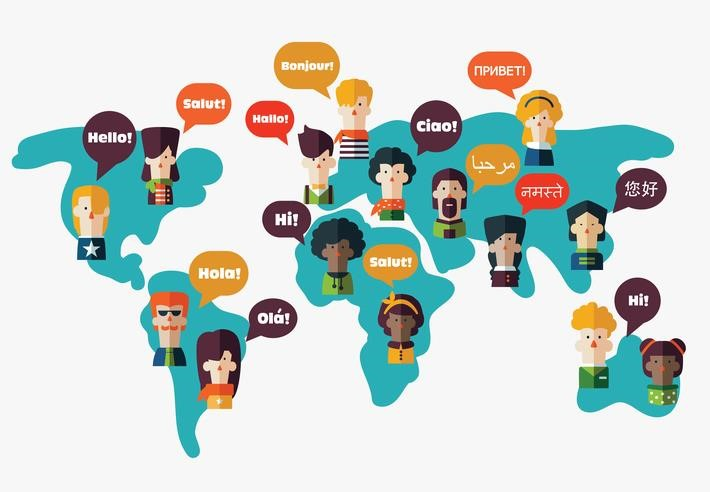 Bonjour!
ПРИВЕТ!
Salut!
Hallo!
Hello!
Ciao!
مرحبا
नमस्ते
您好
Hi!
Hola!
Salut!
Olá!
Hi!